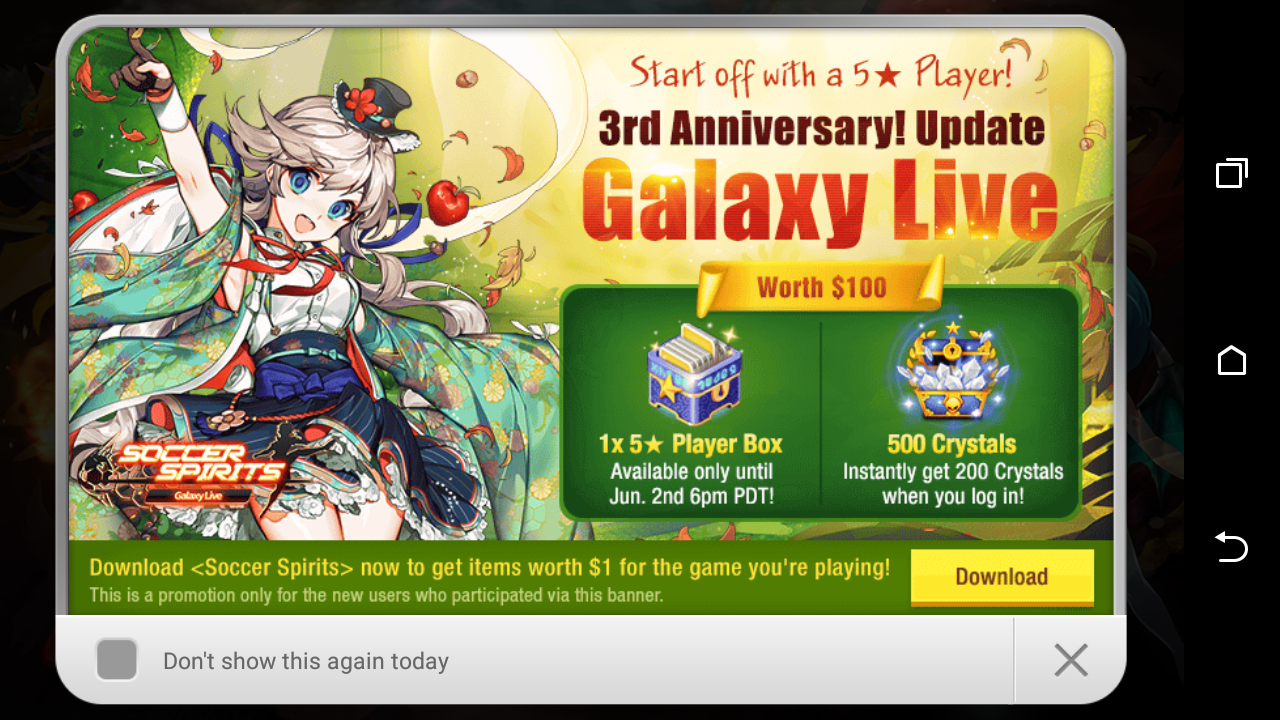 Start off with a 5★ Player!
3rd Anniversary! Update
Galaxy Live
Worth $100
1x 5★ Player Box
Available only until
Jun. 2nd 6pm PDT!
500 Crystals
Instantly get 200 Crystals
when you log in!
SOCCER
SPIRITS
Galaxy Live
Download <Soccer Spirits> now to get items worth $1 for the game you're playing!
This is a promotion only for the new users who participated via this banner.
Download
Don't show this again today